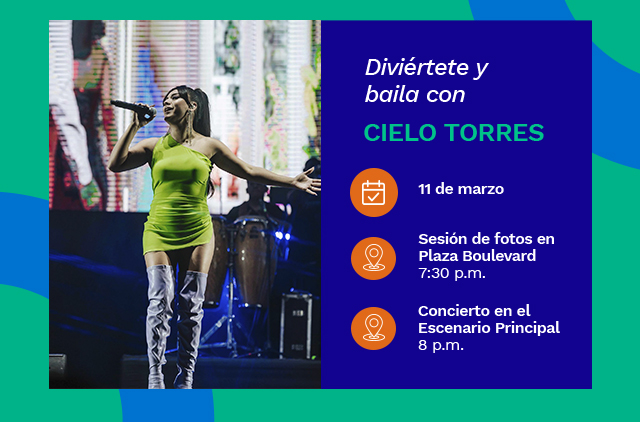 Diviértete y
baila con
CIELO TORRES
11 de marzo
Sesión de fotos en
Plaza Boulevard
7:30 p.m.
Concierto en el
Escenario Principal
8 p.m.